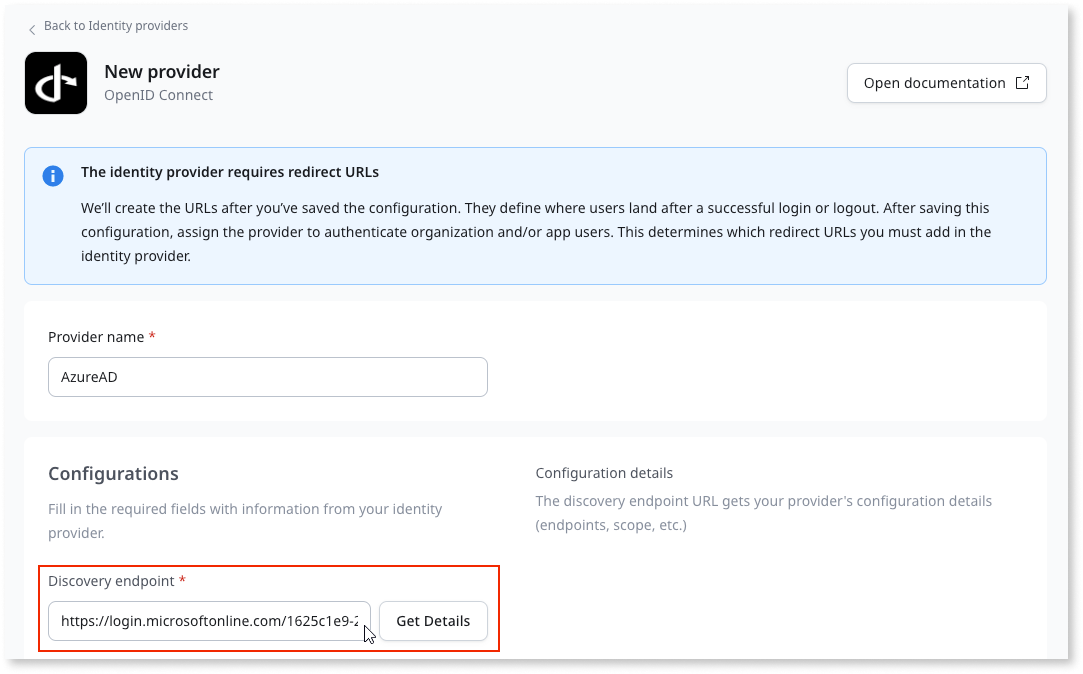 Back to Identity providers
New provider
OpenID Connect
Open documentation
The identity provider requires redirect URLs
We’ll create the URLs after you’ve saved the configuration. They define where users land after a successful login or logout. After saving this
configuration, assign the provider to authenticate organization and/or app users. This determines which redirect URLs you must add in the
identity provider.
Provider name *
AzureAD
Configurations
Fill in the required fields with information from your identity
provider.
Configuration details
The discovery endpoint URL gets your provider's configuration details
(endpoints, scope, etc.)
Discovery endpoint *
https://login.microsoftonline.com/1625c1e9-2
Get Details